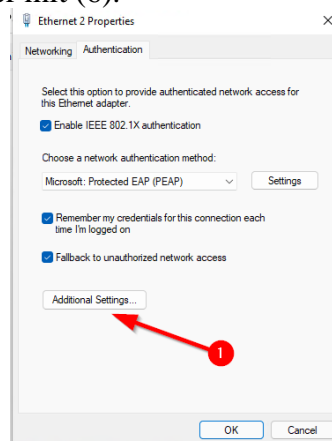 (6).
Ethernet 2 Properties
Networking Authentication
Select this option to provide authenticated network access for
this Ethernet adapter.
Enable IEEE 802.1X authentication
Choose a network authentication method:
Microsoft: Protected EAP (PEAP)
Settings
Remember my credentials for this connection each
time I'm logged on
Fallback to unauthorized network access
Additional Settings...
1
OK Cancel